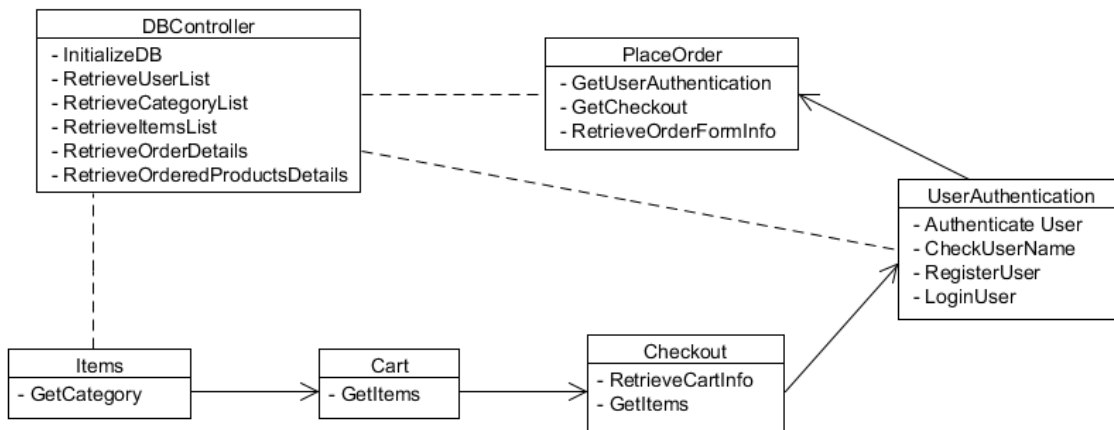 DBController
- InitializeDB
- RetrieveUserList
- RetrieveCategoryList
- RetrieveItemsList
- RetrieveOrderDetails
- RetrieveOrderedProductsDetails
PlaceOrder
- GetUserAuthentication
- GetCheckout
- RetrieveOrderFormInfo
UserAuthentication
- Authenticate User
- CheckUserName
- RegisterUser
- LoginUser
Items
- GetCategory
Cart
- GetItems
Checkout
- RetrieveCartInfo
- GetItems